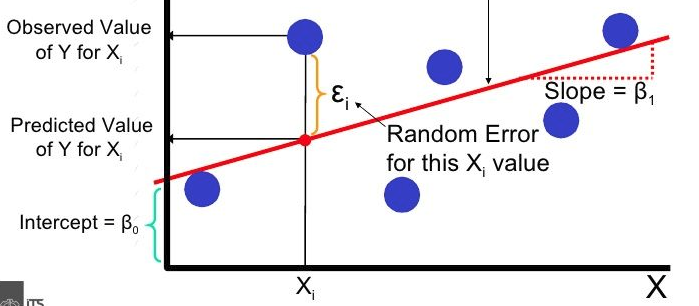 Observed Value
of Y for Xi
εi
Slope = β1
Predicted Value
of Y for Xi
Random Error
for this Xi value
Intercept = β0
Xi
X
ITS